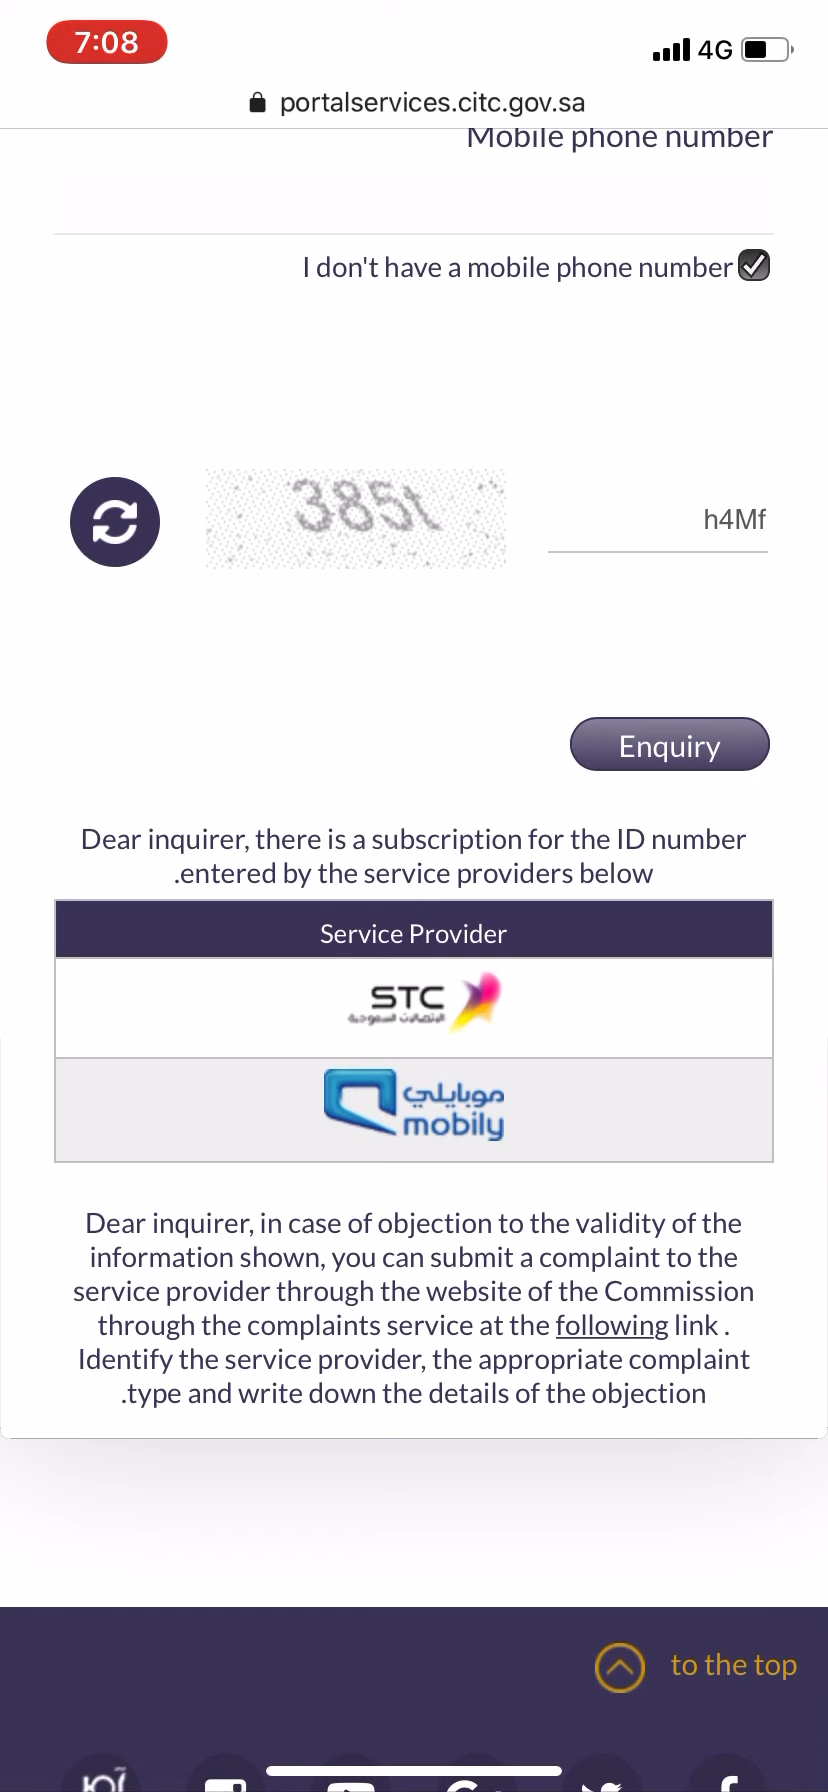 7:08
4G
portalservices.citc.gov.sa
Mobile phone number
I don't have a mobile phone number
385t
h4Mf
Enquiry
Dear inquirer, there is a subscription for the ID number
.entered by the service providers below
Service Provider
STC
الاتصالات السعودية
موبايلي
mobily
Dear inquirer, in case of objection to the validity of the
information shown, you can submit a complaint to the
service provider through the website of the Commission
through the complaints service at the following link .
Identify the service provider, the appropriate complaint
.type and write down the details of the objection
to the top